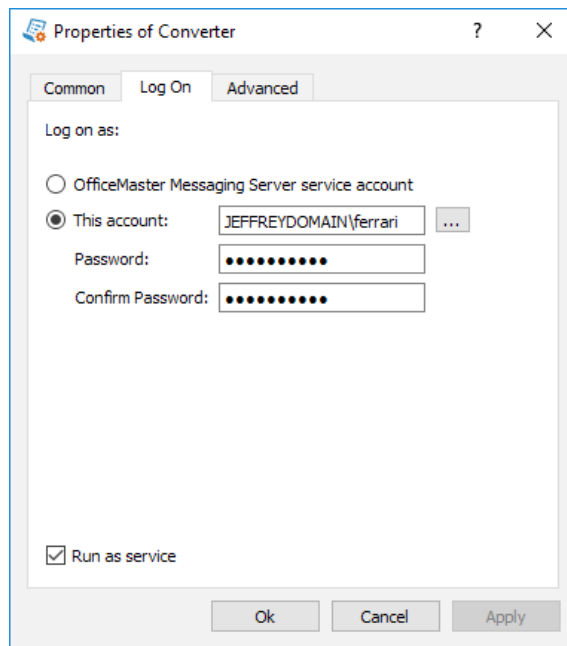 Properties of Converter ?
Common Log On Advanced
Log on as:
OfficeMaster Messaging Server service account
This account: JEFFREYDOMAIN\ferrari ...
Password: ●●●●●●●●●●
Confirm Password: ●●●●●●●●●●
Run as service
Ok Cancel Apply